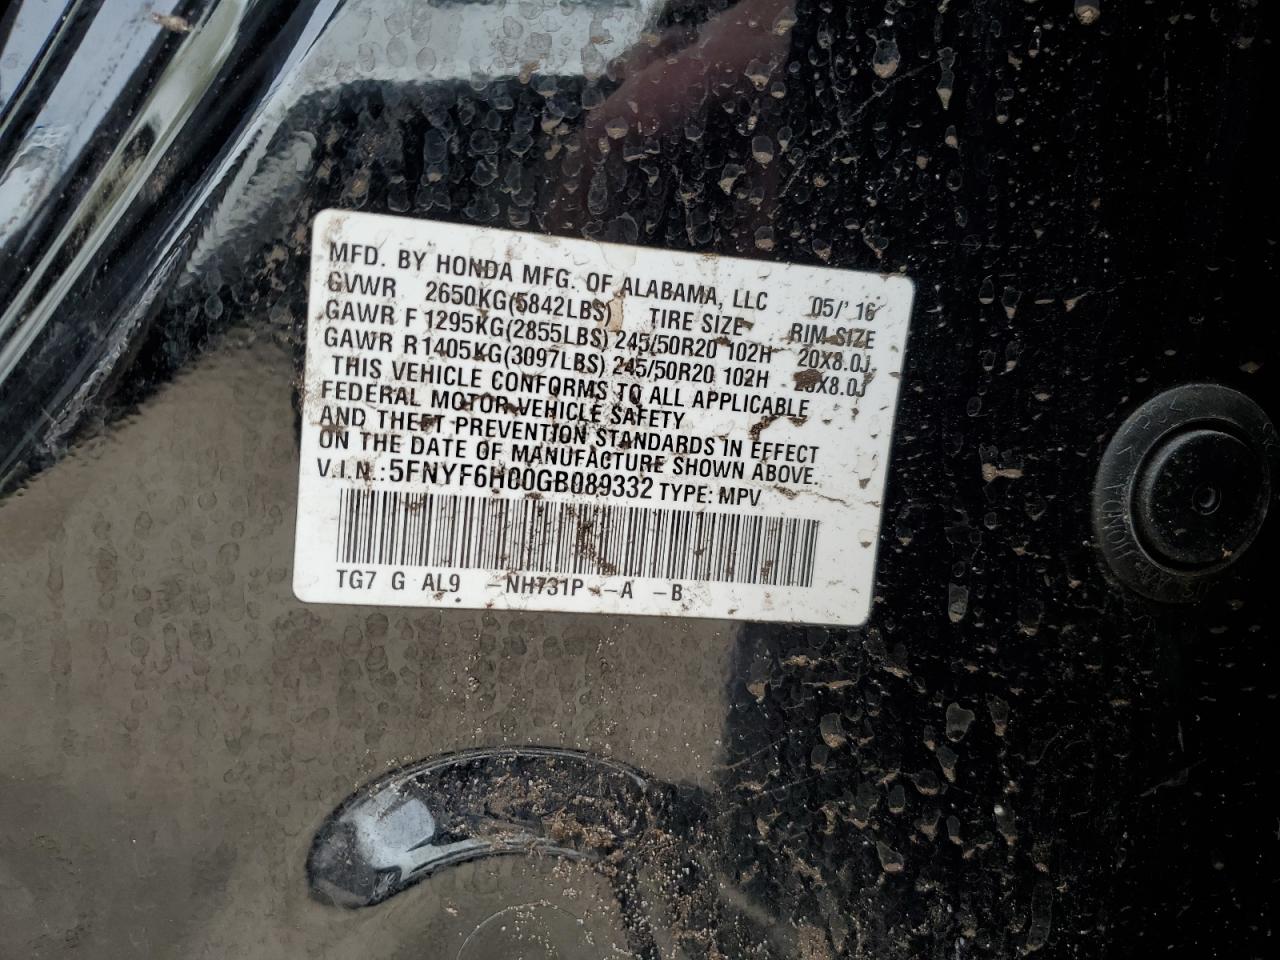 MFD. BY HONDA MFG. OF ALABAMA, LLC 05/'16
GVWR 2650KG(5842LBS) TIRE SIZE RIM SIZE
GAWR F 1295KG(2855LBS) 245/50R20 102H 20X8.0J
GAWR R 1405KG(3097LBS) 245/50R20 102H 20X8.0J
THIS VEHICLE CONFORMS TO ALL APPLICABLE
FEDERAL MOTOR VEHICLE SAFETY
AND THEFT PREVENTION STANDARDS IN EFFECT
ON THE DATE OF MANUFACTURE SHOWN ABOVE.
V.I.N.: 5FNYF6H00GB089332 TYPE: MPV
TG7 G AL9 -NH731P -A -B